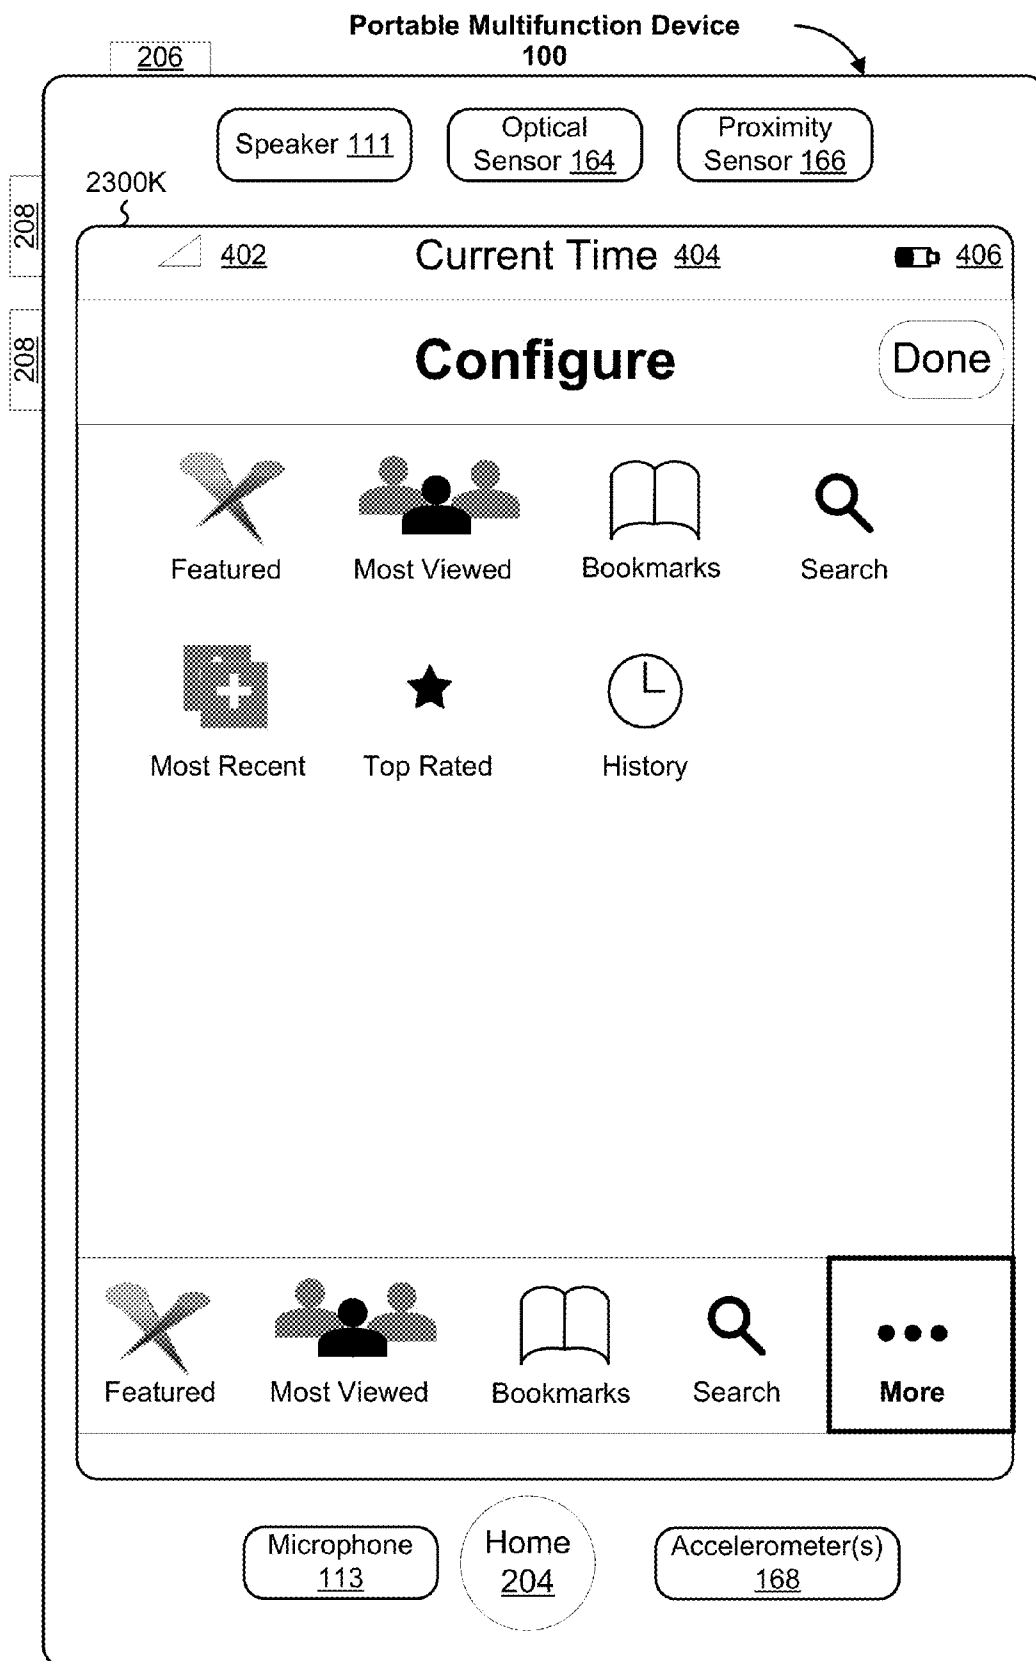 Portable Multifunction Device
100
206
Speaker 111
Optical
Sensor 164
Proximity
Sensor 166
2300K
208
208
402
Current Time 404
406
Configure
Done
Featured
Most Viewed
Bookmarks
Search
Most Recent
Top Rated
History
Featured
Most Viewed
Bookmarks
Search
More
Microphone
113
Home
204
Accelerometer(s)
168